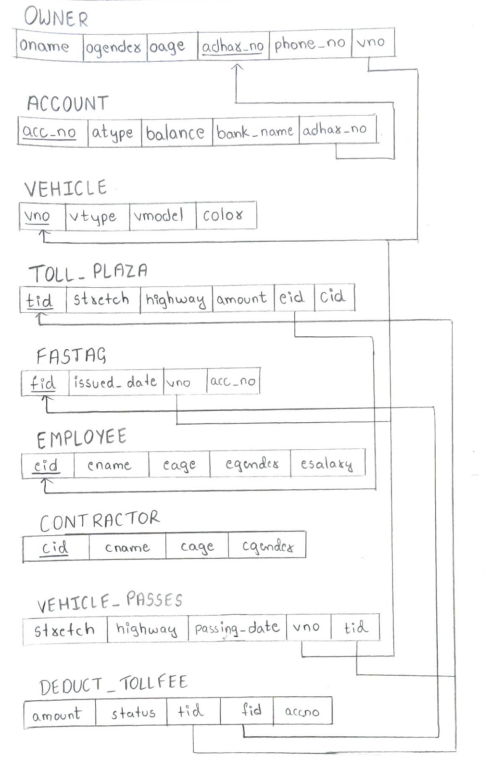 OWNER
oname ogender oage adhar_no phone_no vno
ACCOUNT
acc_no atype balance bank_name adhar_no
VEHICLE
vno vtype vmodel color
TOLL_PLAZA
tid stretch highway amount eid cid
FASTAG
fid issued_date vno acc_no
EMPLOYEE
eid ename eage egender esalary
CONTRACTOR
cid cname cage cgender
VEHICLE_PASSES
stretch highway passing-date vno tid
DEDUCT_TOLLFEE
amount status tid fid accno